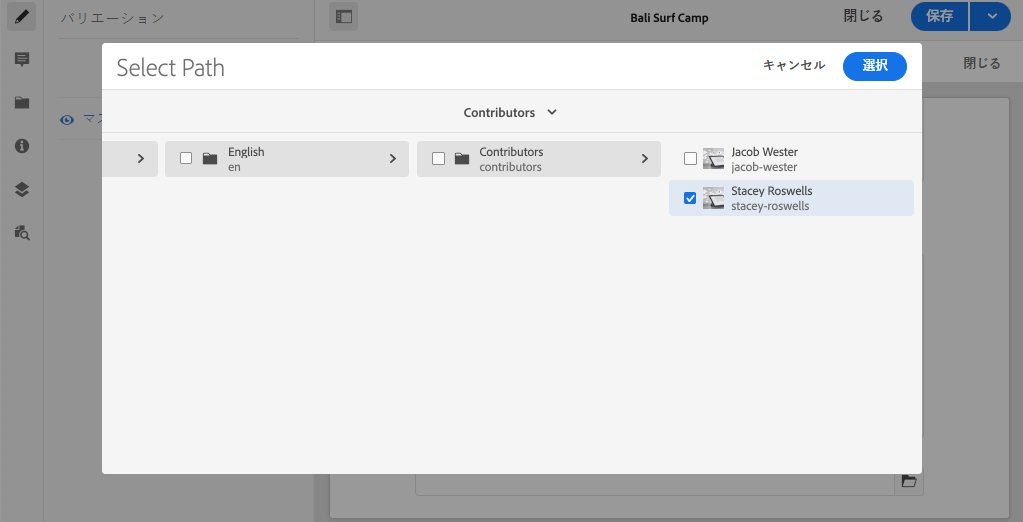 バリエーション
Bali Surf Camp
閉じる
保存
Select Path
キャンセル
選択
閉じる
Contributors
English
en
Contributors
contributors
Jacob Wester
jacob-wester
Stacey Roswells
stacey-roswells